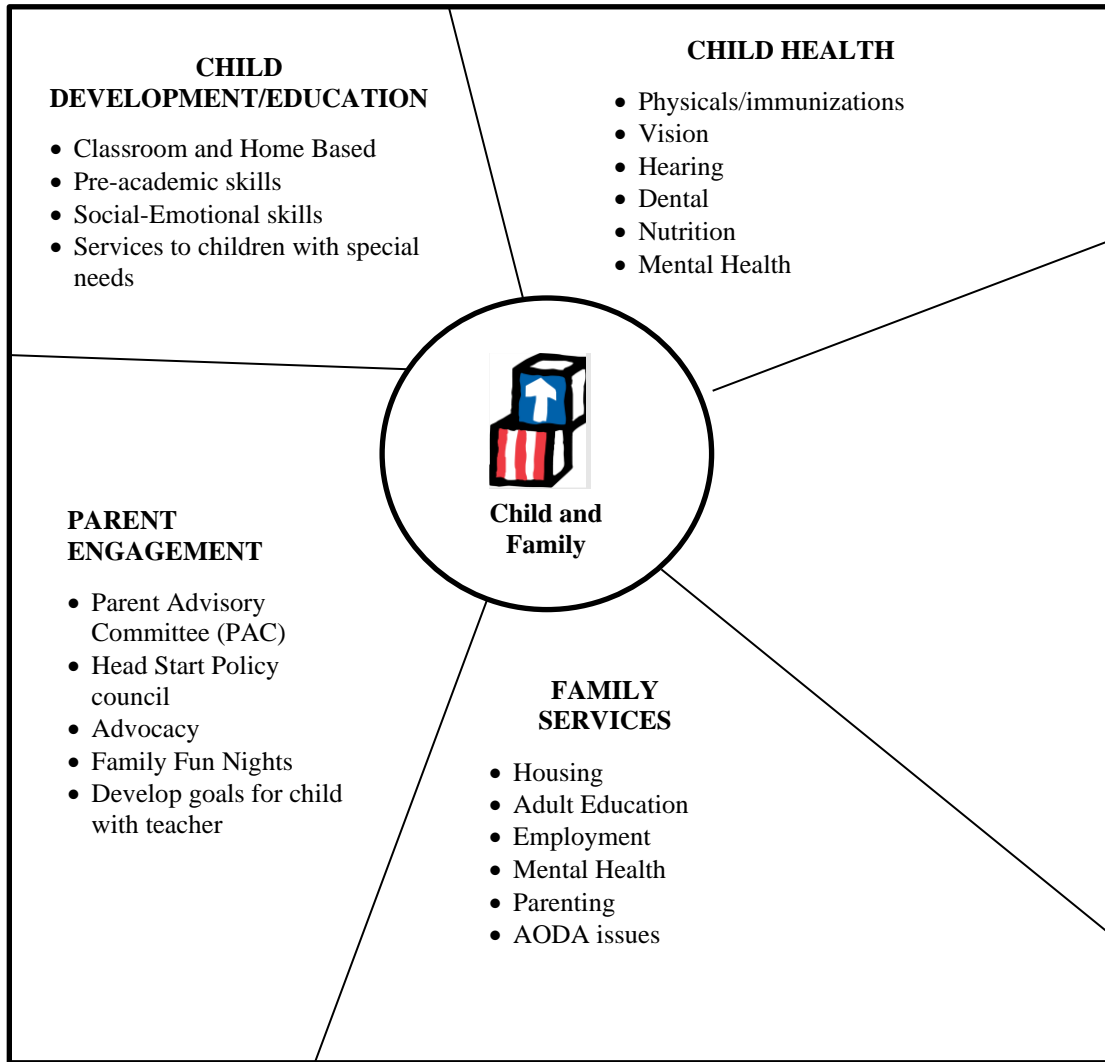 CHILD
DEVELOPMENT/EDUCATION
• Classroom and Home Based
• Pre-academic skills
• Social-Emotional skills
• Services to children with special
needs
CHILD HEALTH
• Physicals/immunizations
• Vision
• Hearing
• Dental
• Nutrition
• Mental Health
Child and
Family
PARENT
ENGAGEMENT
• Parent Advisory
Committee (PAC)
• Head Start Policy
council
• Advocacy
• Family Fun Nights
• Develop goals for child
with teacher
FAMILY
SERVICES
• Housing
• Adult Education
• Employment
• Mental Health
• Parenting
• AODA issues